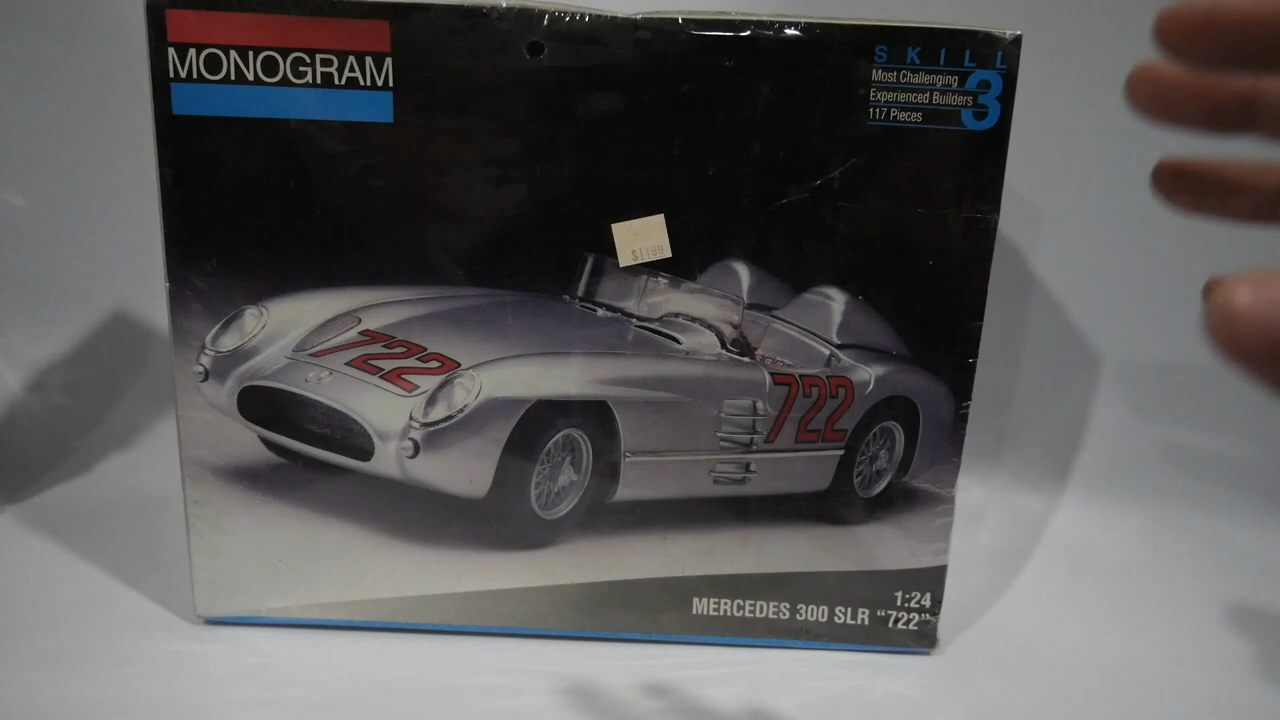 MONOGRAM
SKILL
3
Most Challenging
Experienced Builders
117 Pieces
$11.99
722
722
1:24
MERCEDES 300 SLR “722”